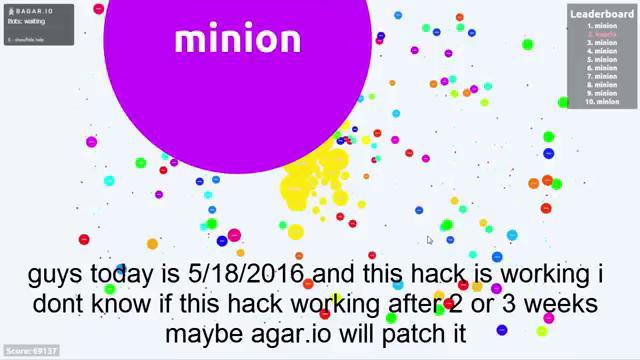 BAGAR.IO
Bots: waiting
minion
Leaderboard
1. minion
3. minion
4. minion
5. minion
6. minion
7. minion
8. minion
9. minion
10. minion
guys today is 5/18/2016 and this hack is working i
dont know if this hack working after 2 or 3 weeks
maybe agar.io will patch it
Score: 69137